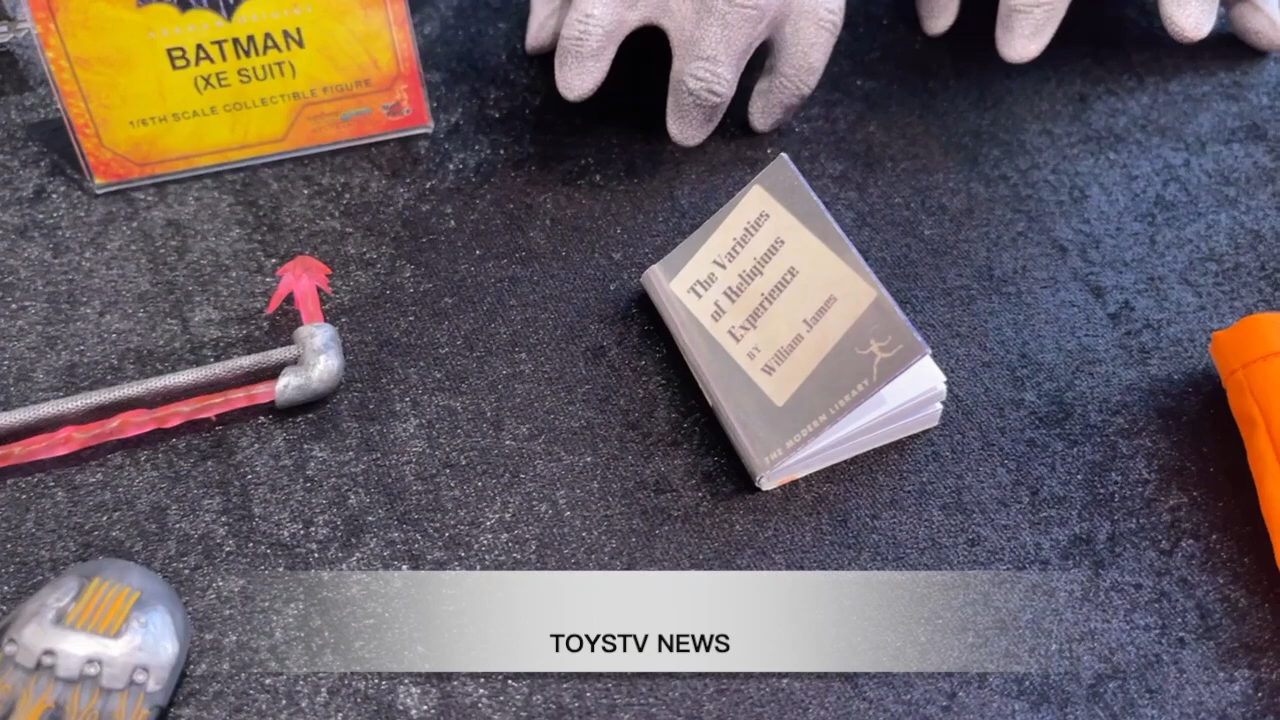 BATMAN
(XE SUIT)
1/6TH SCALE COLLECTIBLE FIGURE
The Varieties
of Religious
Experience
BY
William James
THE MODERN LIBRARY
TOYSTV NEWS